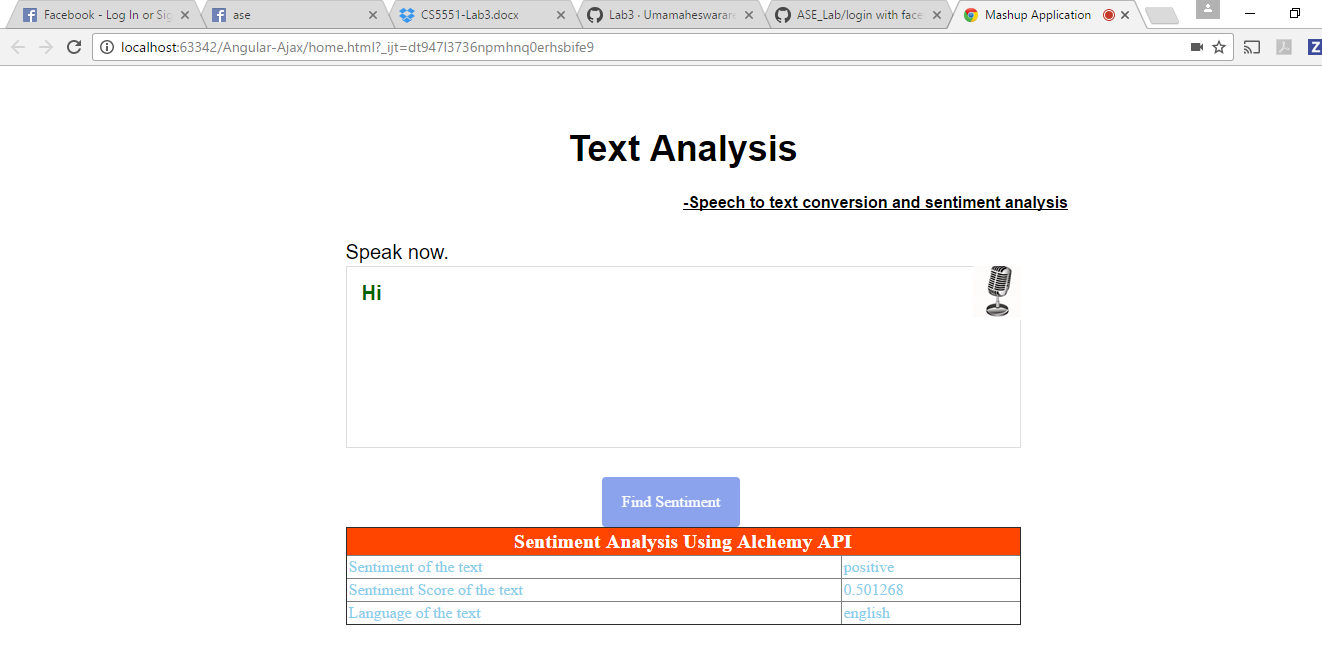 Facebook - Log In or Sig
ase
CS5551-Lab3.docx
Lab3 · Umamaheswarare
ASE_Lab/login with face
Mashup Application
localhost:63342/Angular-Ajax/home.html?_ijt=dt947l3736npmhnq0erhsbife9
Text Analysis
-Speech to text conversion and sentiment analysis
Speak now.
Hi
Find Sentiment
Sentiment Analysis Using Alchemy API
Sentiment of the text positive
Sentiment Score of the text 0.501268
Language of the text english